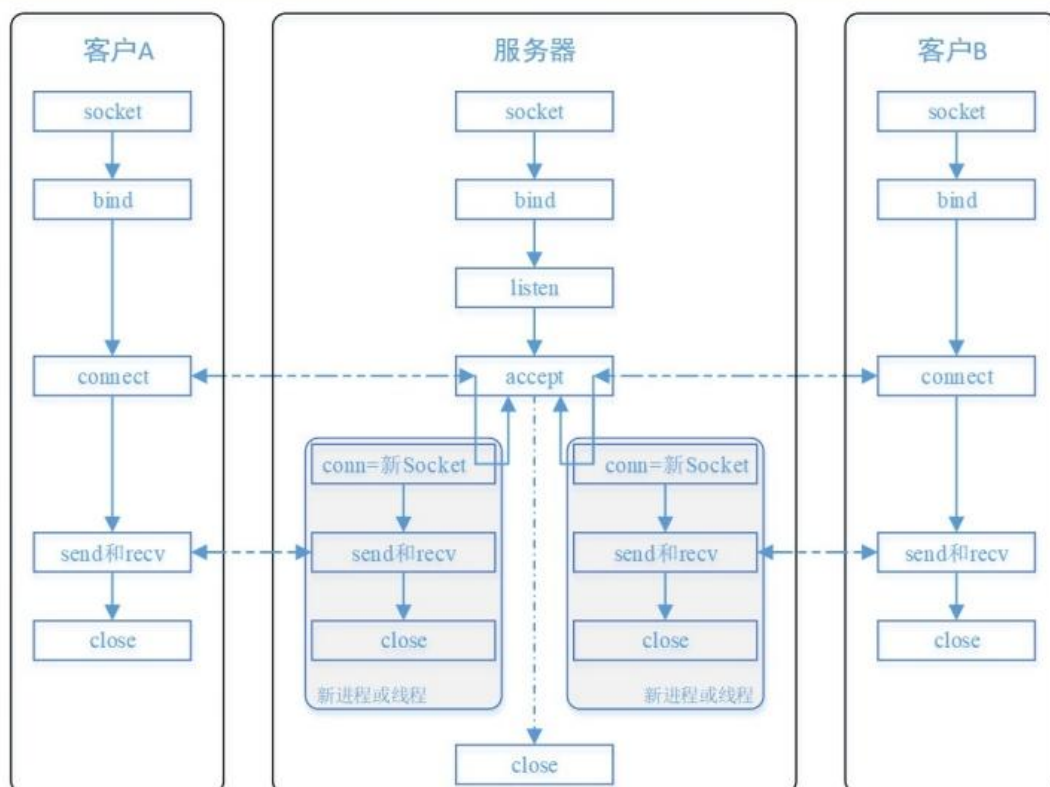 客户A
socket
bind
connect
send和recv
close
服务器
socket
bind
listen
accept
conn=新Socket
send和recv
close
新进程或线程
conn=新Socket
send和recv
close
新进程或线程
close
客户B
socket
bind
connect
send和recv
close